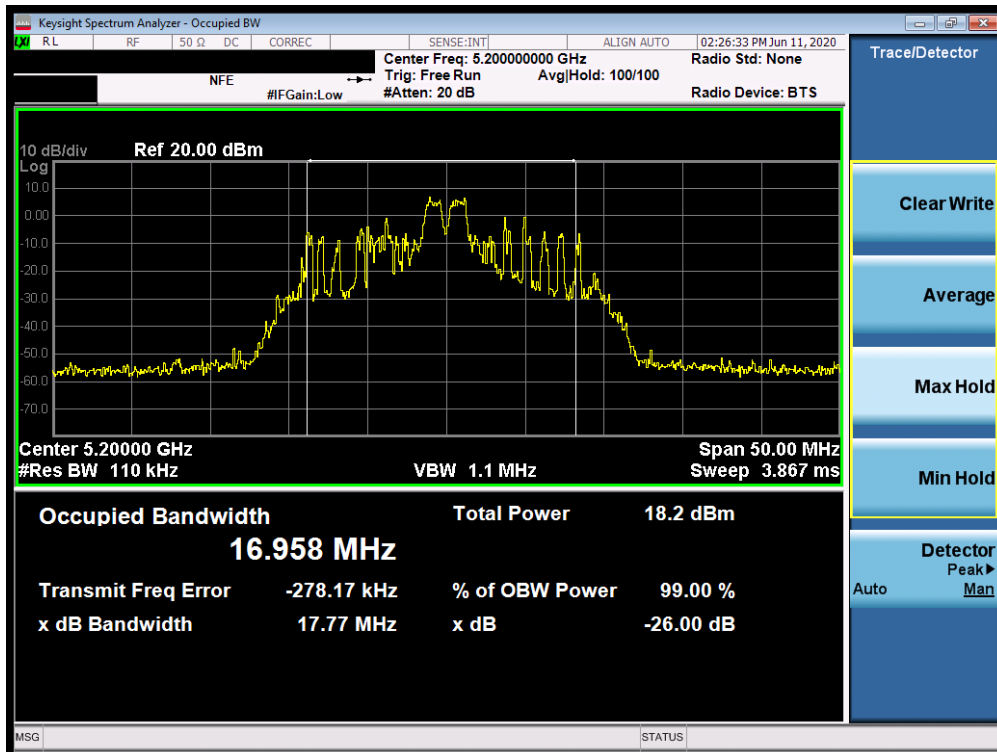 Keysight Spectrum Analyzer - Occupied BW
LXI RL RF 50 Ω DC CORREC SENSE:INT ALIGN AUTO 02:26:33 PM Jun 11, 2020
Trace/Detector
Center Freq: 5.200000000 GHz Radio Std: None
NFE Trig: Free Run Avg|Hold: 100/100
#IFGain:Low #Atten: 20 dB Radio Device: BTS
10 dB/div Ref 20.00 dBm
Log
10.0
0.00
-10.0
-20.0
-30.0
-40.0
-50.0
-60.0
-70.0
Center 5.20000 GHz Span 50.00 MHz
#Res BW 110 kHz VBW 1.1 MHz Sweep 3.867 ms
Occupied Bandwidth Total Power 18.2 dBm
16.958 MHz
Transmit Freq Error -278.17 kHz % of OBW Power 99.00 %
x dB Bandwidth 17.77 MHz x dB -26.00 dB
Clear Write
Average
Max Hold
Min Hold
Detector
Peak▶
Auto Man
MSG STATUS